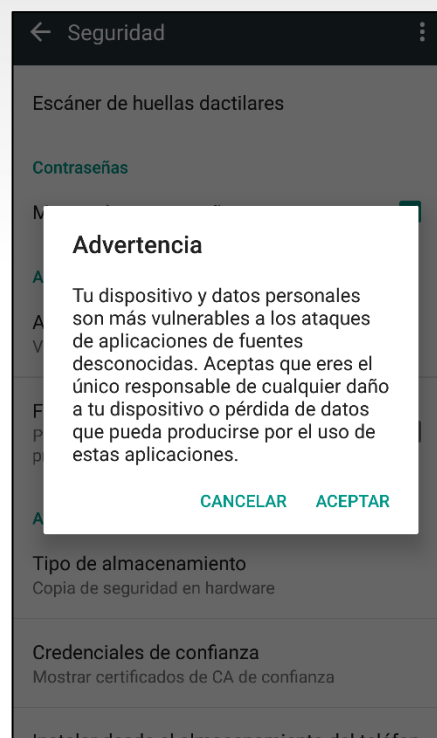 Seguridad
Escáner de huellas dactilares
Contraseñas
M
Advertencia
A
Tu dispositivo y datos personales
son más vulnerables a los ataques
A
de aplicaciones de fuentes
V
desconocidas. Aceptas que eres el
único responsable de cualquier daño
a tu dispositivo o pérdida de datos
F
que pueda producirse por el uso de
P
estas aplicaciones.
p
CANCELAR ACEPTAR
A
Tipo de almacenamiento
Copia de seguridad en hardware
Credenciales de confianza
Mostrar certificados de CA de confianza